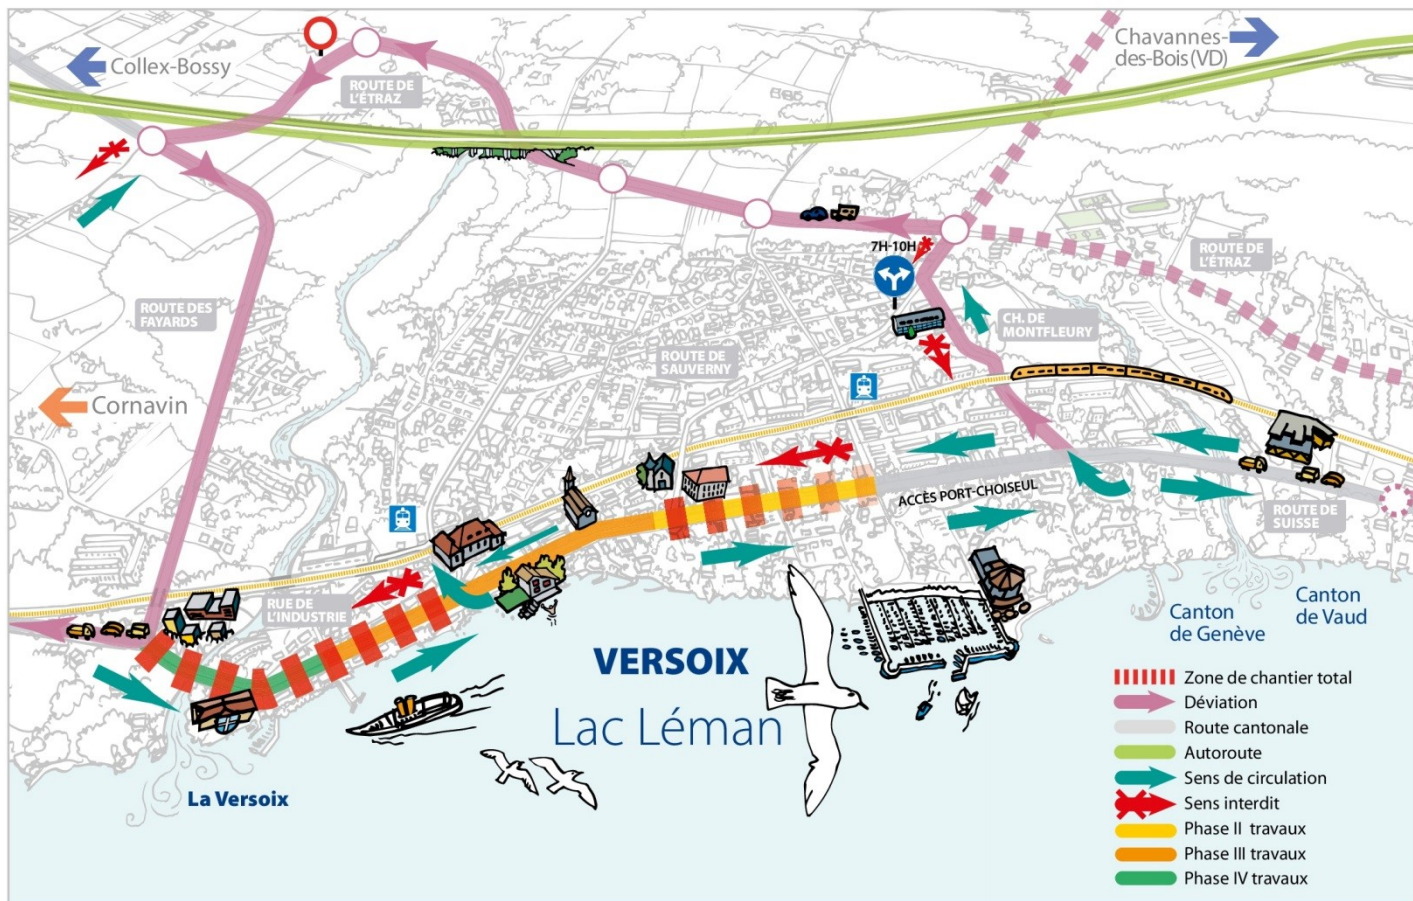 Collex-Bossy
ROUTE DE
L'ÉTRAZ
Chavannes-
des-Bois (VD)
7H-10H
ROUTE DE
L'ÉTRAZ
ROUTE DES
FAYARDS
CH. DE
MONTFLEURY
ROUTE DE
SAUVERNY
Cornavin
ACCÈS PORT-CHOISEUL
ROUTE DE
SUISSE
RUE DE
L'INDUSTRIE
Canton
de Genève
Canton
de Vaud
VERSOIX
Lac Léman
La Versoix
Zone de chantier total
Déviation
Route cantonale
Autoroute
Sens de circulation
Sens interdit
Phase II travaux
Phase III travaux
Phase IV travaux